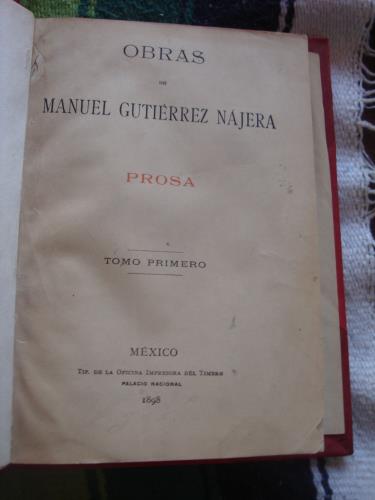 OBRAS
DE
MANUEL GUTIÉRREZ NÁJERA
PROSA
TOMO PRIMERO
MÉXICO
TIP. DE LA OFICINA IMPRESORA DEL TIMBRE
PALACIO NACIONAL
1898